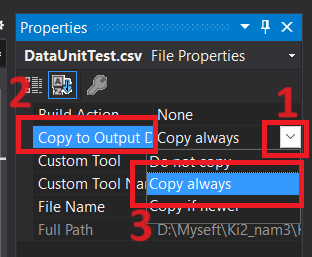 Properties
DataUnitTest.csv File Properties
2
1
Build Action None
Copy to Output D Copy always
Custom Tool Do not copy
Custom Tool Na Copy always
File Name Copy if newer
3
Full Path D:\Myseft\Ki2_nam3\K